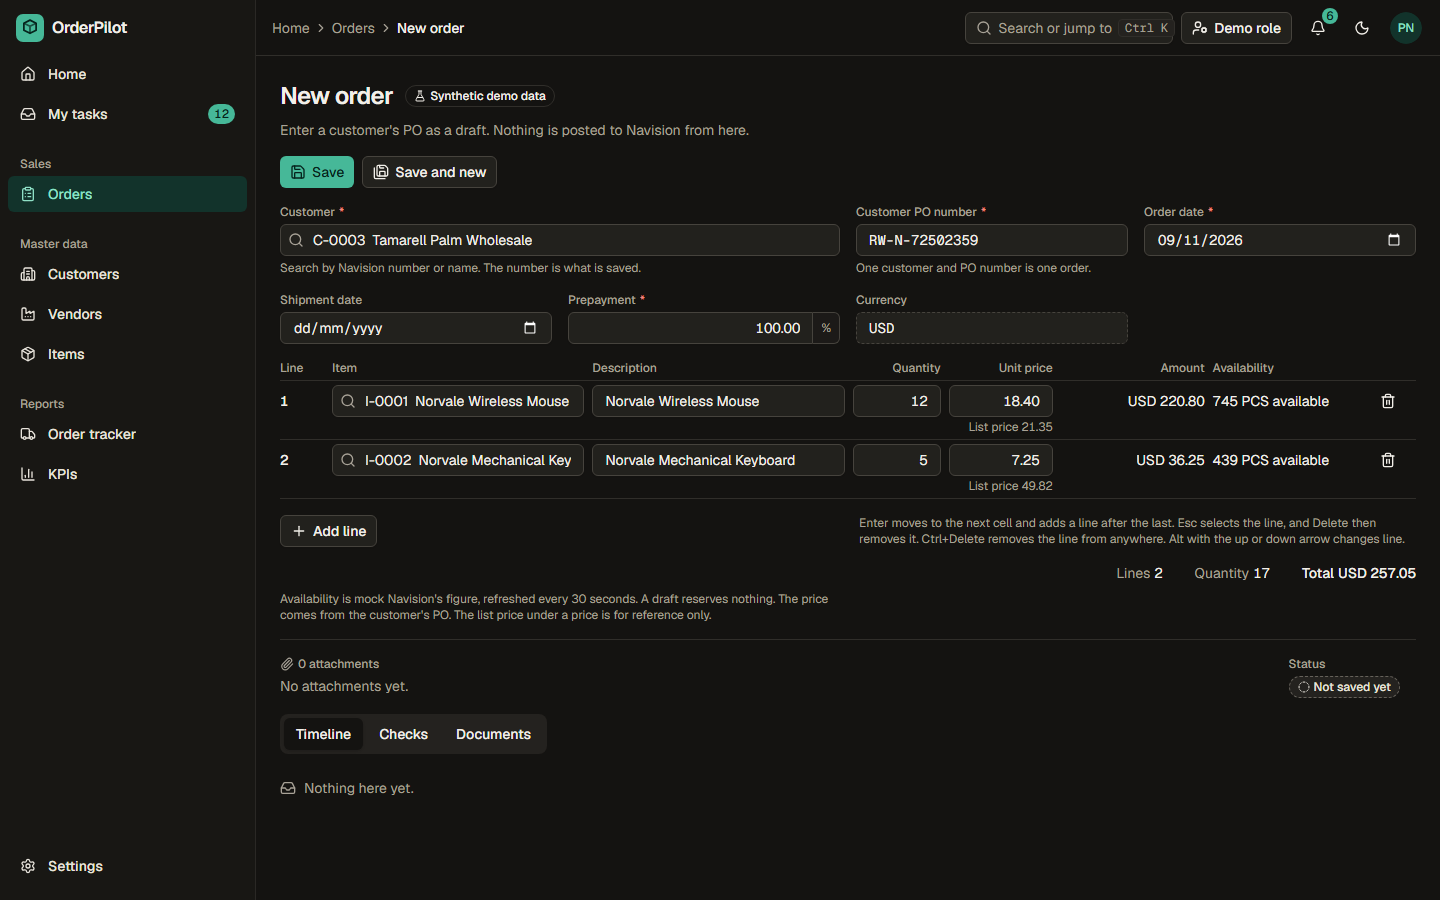 OrderPilot
Home
My tasks 12
Sales
Orders
Master data
Customers
Vendors
Items
Reports
Order tracker
KPIs
Settings
Home > Orders > New order
Search or jump to Ctrl K
Demo role
6
PN
New order
Synthetic demo data
Enter a customer's PO as a draft. Nothing is posted to Navision from here.
Save
Save and new
Customer * Customer PO number * Order date *
C-0003 Tamarell Palm Wholesale RW-N-72502359 09/11/2026
Search by Navision number or name. The number is what is saved. One customer and PO number is one order.
Shipment date Prepayment * Currency
dd/mm/yyyy 100.00 % USD
Line Item Description Quantity Unit price Amount Availability
1 I-0001 Norvale Wireless Mouse Norvale Wireless Mouse 12 18.40 USD 220.80 745 PCS available
List price 21.35
2 I-0002 Norvale Mechanical Key Norvale Mechanical Keyboard 5 7.25 USD 36.25 439 PCS available
List price 49.82
Add line
Enter moves to the next cell and adds a line after the last. Esc selects the line, and Delete then
removes it. Ctrl+Delete removes the line from anywhere. Alt with the up or down arrow changes line.
Lines 2 Quantity 17 Total USD 257.05
Availability is mock Navision's figure, refreshed every 30 seconds. A draft reserves nothing. The price
comes from the customer's PO. The list price under a price is for reference only.
0 attachments
No attachments yet.
Status
Not saved yet
Timeline Checks Documents
Nothing here yet.